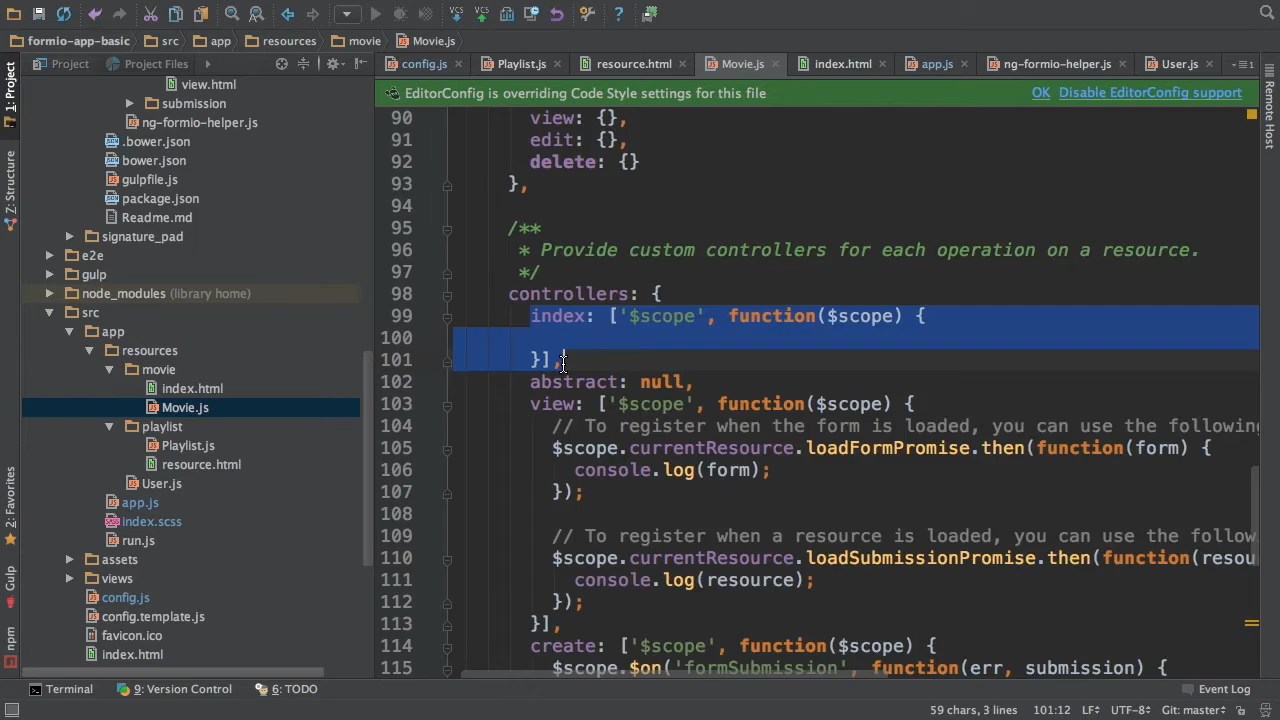 formio-app-basic src app resources movie Movie.js
1: Project
Z: Structure
2: Favorites
Gulp
npm
Project Project Files
view.html
submission
ng-formio-helper.js
.bower.json
bower.json
gulpfile.js
package.json
Readme.md
signature_pad
e2e
gulp
node_modules (library home)
src
app
resources
movie
index.html
Movie.js
playlist
Playlist.js
resource.html
User.js
app.js
index.scss
run.js
assets
views
config.js
config.template.js
favicon.ico
index.html
config.js Playlist.js resource.html Movie.js index.html app.js ng-formio-helper.js User.js
EditorConfig is overriding Code Style settings for this file OK Disable EditorConfig support
90 view: {},
91 edit: {},
92 delete: {}
93 },
94
95 /**
96 * Provide custom controllers for each operation on a resource.
97 */
98 controllers: {
99 index: ['$scope', function($scope) {
100
101 }],
102 abstract: null,
103 view: ['$scope', function($scope) {
104 // To register when the form is loaded, you can use the following
105 $scope.currentResource.loadFormPromise.then(function(form) {
106 console.log(form);
107 });
108
109 // To register when a resource is loaded, you can use the follow
110 $scope.currentResource.loadSubmissionPromise.then(function(resou
111 console.log(resource);
112 });
113 }],
114 create: ['$scope', function($scope) {
115 $scope.$on('formSubmission', function(err, submission) {
Remote Host
Terminal 9: Version Control 6: TODO Event Log
59 chars, 3 lines 101:12 LF UTF-8 Git: master